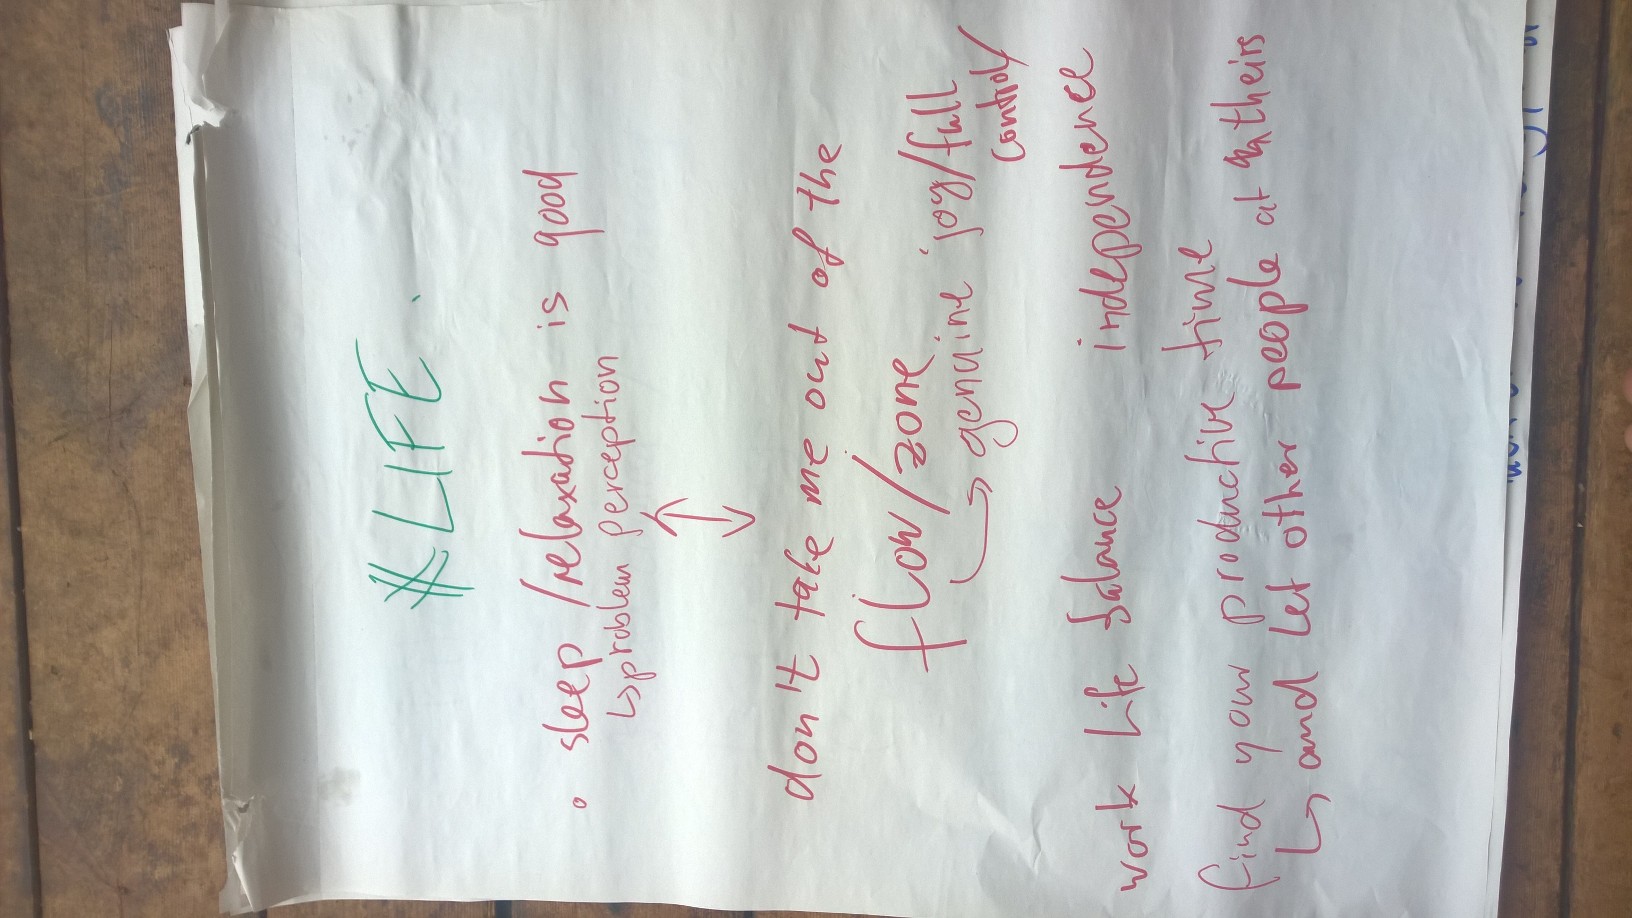 LIFE.
• sleep / relaxation is good
↳ problem perception
don't take me out of the
flow/zone
↳ genuine joy/full
control/
work life balance independence
find your productive time
↳ and let other people at theirs